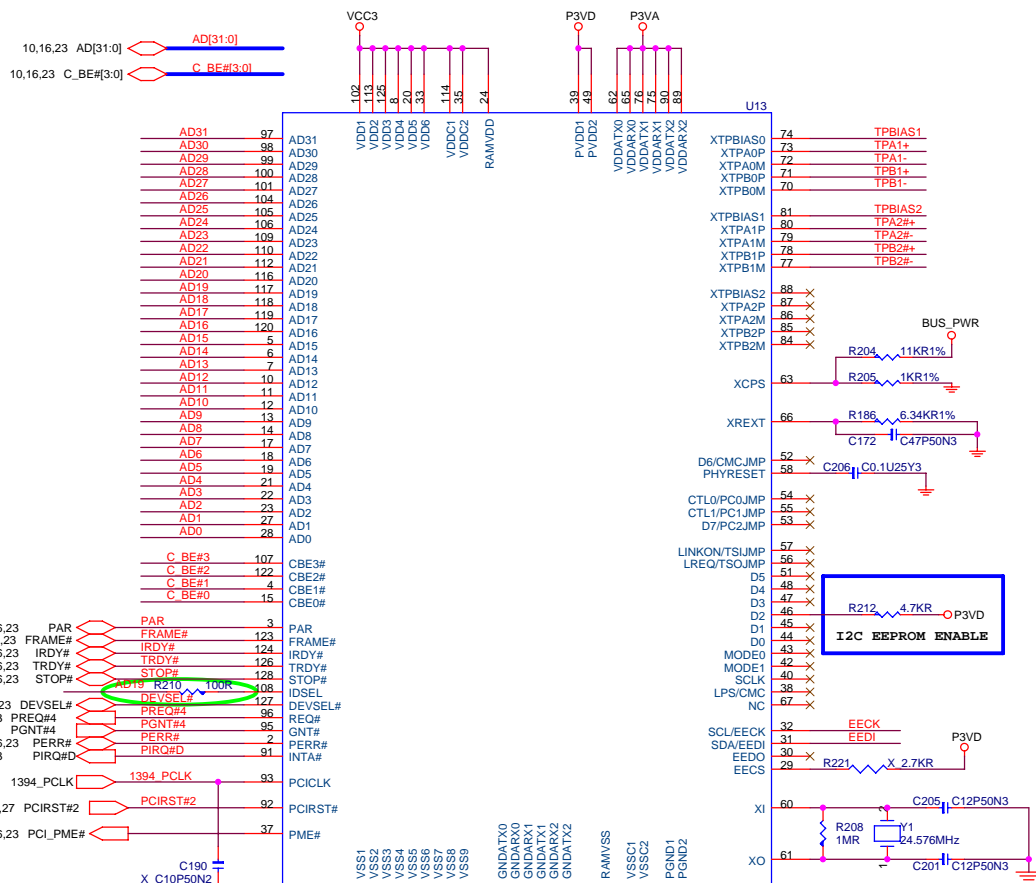 VCC3 P3VD P3VA
10,16,23 AD[31:0] AD[31:0]
10,16,23 C_BE#[3:0] C_BE#[3:0]
102 113 125 8 20 33 114 35 24 39 49 62 65 76 75 90 89
U13
VDD1 VDD2 VDD3 VDD4 VDD5 VDD6 VDDC1 VDDC2 RAMVDD PVDD1 PVDD2 VDDATX0 VDDARX0 VDDATX1 VDDARX1 VDDATX2 VDDARX2
AD31 97 AD31
AD30 98 AD30
AD29 99 AD29
AD28 100 AD28
AD27 101 AD27
AD26 104 AD26
AD25 105 AD25
AD24 106 AD24
AD23 109 AD23
AD22 110 AD22
AD21 112 AD21
AD20 116 AD20
AD19 117 AD19
AD18 118 AD18
AD17 119 AD17
AD16 120 AD16
AD15 5 AD15
AD14 6 AD14
AD13 7 AD13
AD12 10 AD12
AD11 11 AD11
AD10 12 AD10
AD9 13 AD9
AD8 14 AD8
AD7 17 AD7
AD6 18 AD6
AD5 19 AD5
AD4 21 AD4
AD3 22 AD3
AD2 23 AD2
AD1 27 AD1
AD0 28 AD0
C_BE#3 107 CBE3#
C_BE#2 122 CBE2#
C_BE#1 4 CBE1#
C_BE#0 15 CBE0#
6,23 PAR PAR 3 PAR
,23 FRAME# FRAME# 123 FRAME#
6,23 IRDY# IRDY# 124 IRDY#
6,23 TRDY# TRDY# 126 TRDY#
6,23 STOP# STOP# 128 STOP#
AD19 R210 100R 108 IDSEL
23 DEVSEL# DEVSEL# 127 DEVSEL#
PREQ#4 PREQ#4 96 REQ#
PGNT#4 PGNT#4 95 GNT#
6,23 PERR# PERR# 2 PERR#
PIRQ#D PIRQ#D 91 INTA#
1394_PCLK 1394_PCLK 93 PCICLK
,27 PCIRST#2 PCIRST#2 92 PCIRST#
6,23 PCI_PME# 37 PME#
C190
X_C10P50N2
XTPBIAS0 74 TPBIAS1
XTPA0P 73 TPA1+
XTPA0M 72 TPA1-
XTPB0P 71 TPB1+
XTPB0M 70 TPB1-
XTPBIAS1 81 TPBIAS2
XTPA1P 80 TPA2#+
XTPA1M 79 TPA2#-
XTPB1P 78 TPB2#+
XTPB1M 77 TPB2#-
XTPBIAS2 88
XTPA2P 87
XTPA2M 86
XTPB2P 85
XTPB2M 84
BUS_PWR
R204 11KR1%
XCPS 63 R205 1KR1%
XREXT 66 R186 6.34KR1%
C172 C47P50N3
D6/CMCJMP 52
PHYRESET 58 C206 C0.1U25Y3
CTL0/PC0JMP 54
CTL1/PC1JMP 55
D7/PC2JMP 53
LINKON/TSIJMP 57
LREQ/TSOJMP 56
D5 51
D4 48
D3 47
D2 46 R212 4.7KR P3VD
D1 45
D0 44 I2C EEPROM ENABLE
MODE0 43
MODE1 42
SCLK 40
LPS/CMC 38
NC 67
SCL/EECK 32 EECK
SDA/EEDI 31 EEDI
EEDO 30
EECS 29 R221 X_2.7KR P3VD
XI 60 C205 C12P50N3
R208 1MR
2 Y1 24.576MHz 1
XO 61 C201 C12P50N3
VSS1 VSS2 VSS3 VSS4 VSS5 VSS6 VSS7 VSS8 VSS9 GNDATX0 GNDARX0 GNDARX1 GNDATX1 GNDARX2 GNDATX2 RAMVSS VSSC1 VSSC2 PGND1 PGND2